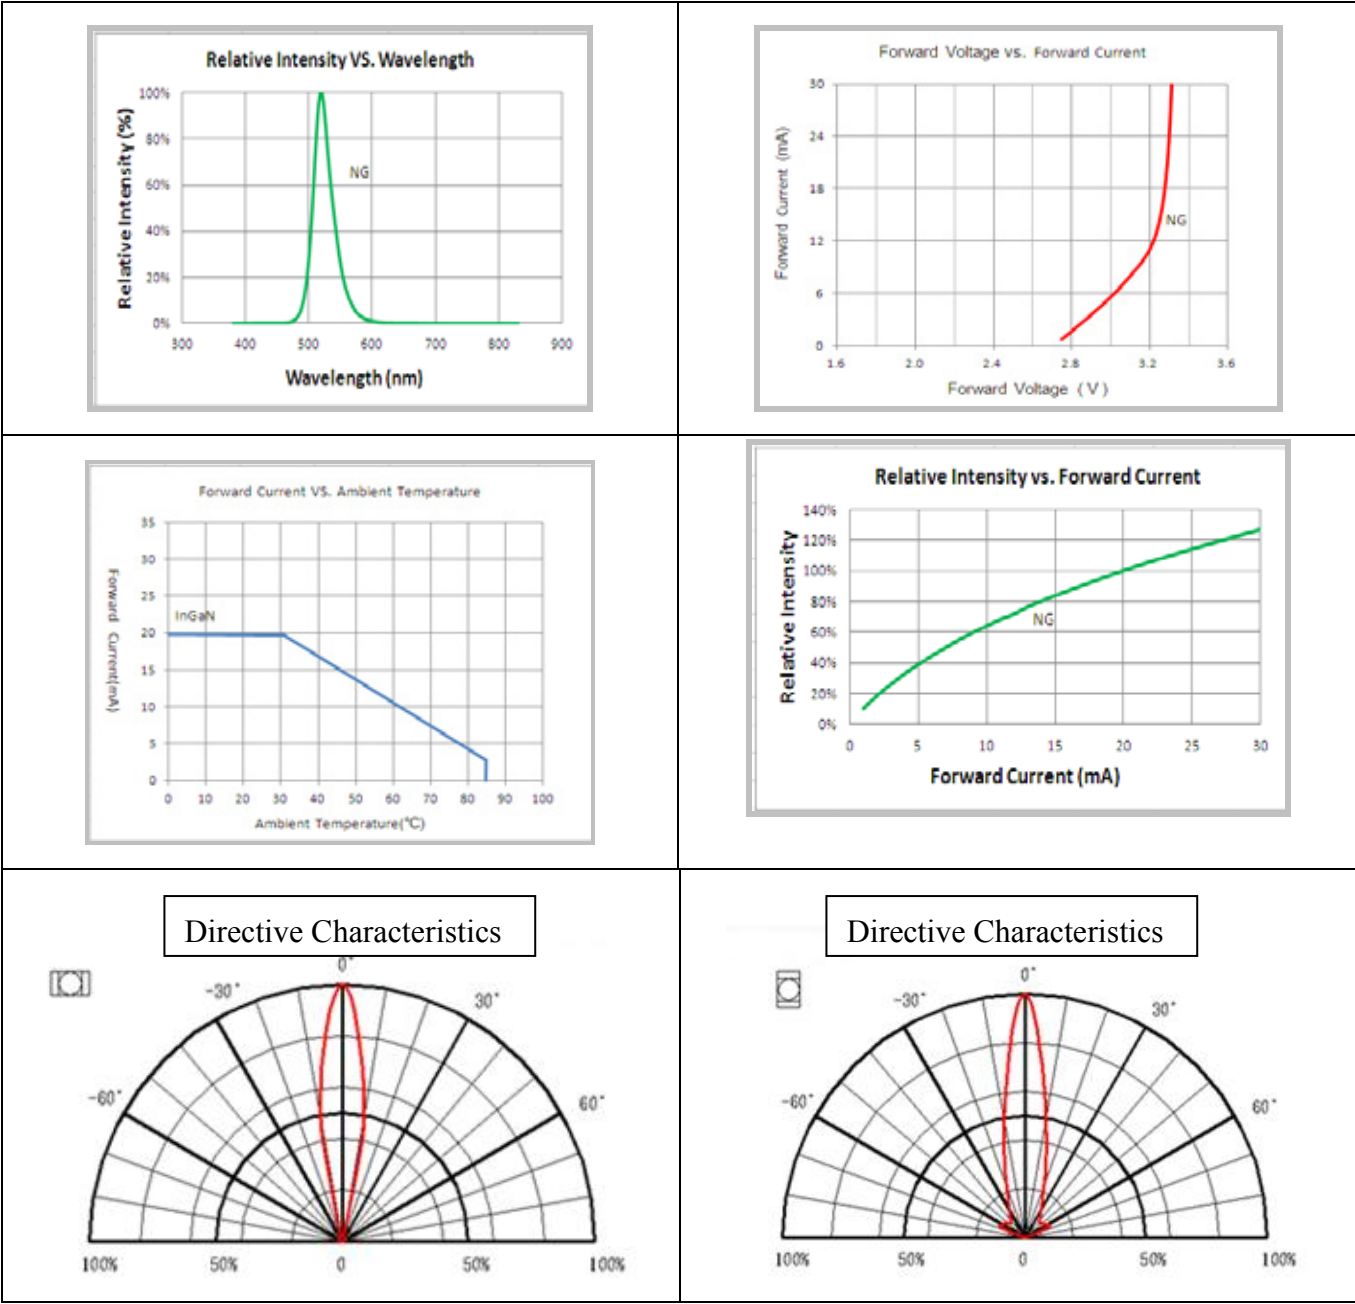 Relative Intensity VS. Wavelength
Relative Intensity (%)
100%
80%
60%
40%
20%
0%
NG
300 400 500 600 700 800 900
Wavelength (nm)
Forward Voltage vs. Forward Current
Forward Current (mA)
30
24
18
12
6
0
NG
1.6 2.0 2.4 2.8 3.2 3.6
Forward Voltage ( V )
Forward Current VS. Ambient Temperature
Forward Current(mA)
35
30
25
20
15
10
5
0
InGaN
0 10 20 30 40 50 60 70 80 90 100
Ambient Temperature(℃)
Relative Intensity vs. Forward Current
Relative Intensity
140%
120%
100%
80%
60%
40%
20%
0%
NG
0 5 10 15 20 25 30
Forward Current (mA)
Directive Characteristics
0°
-30° 30°
-60° 60°
100% 50% 0 50% 100%
Directive Characteristics
0°
-30° 30°
-60° 60°
100% 50% 0 50% 100%